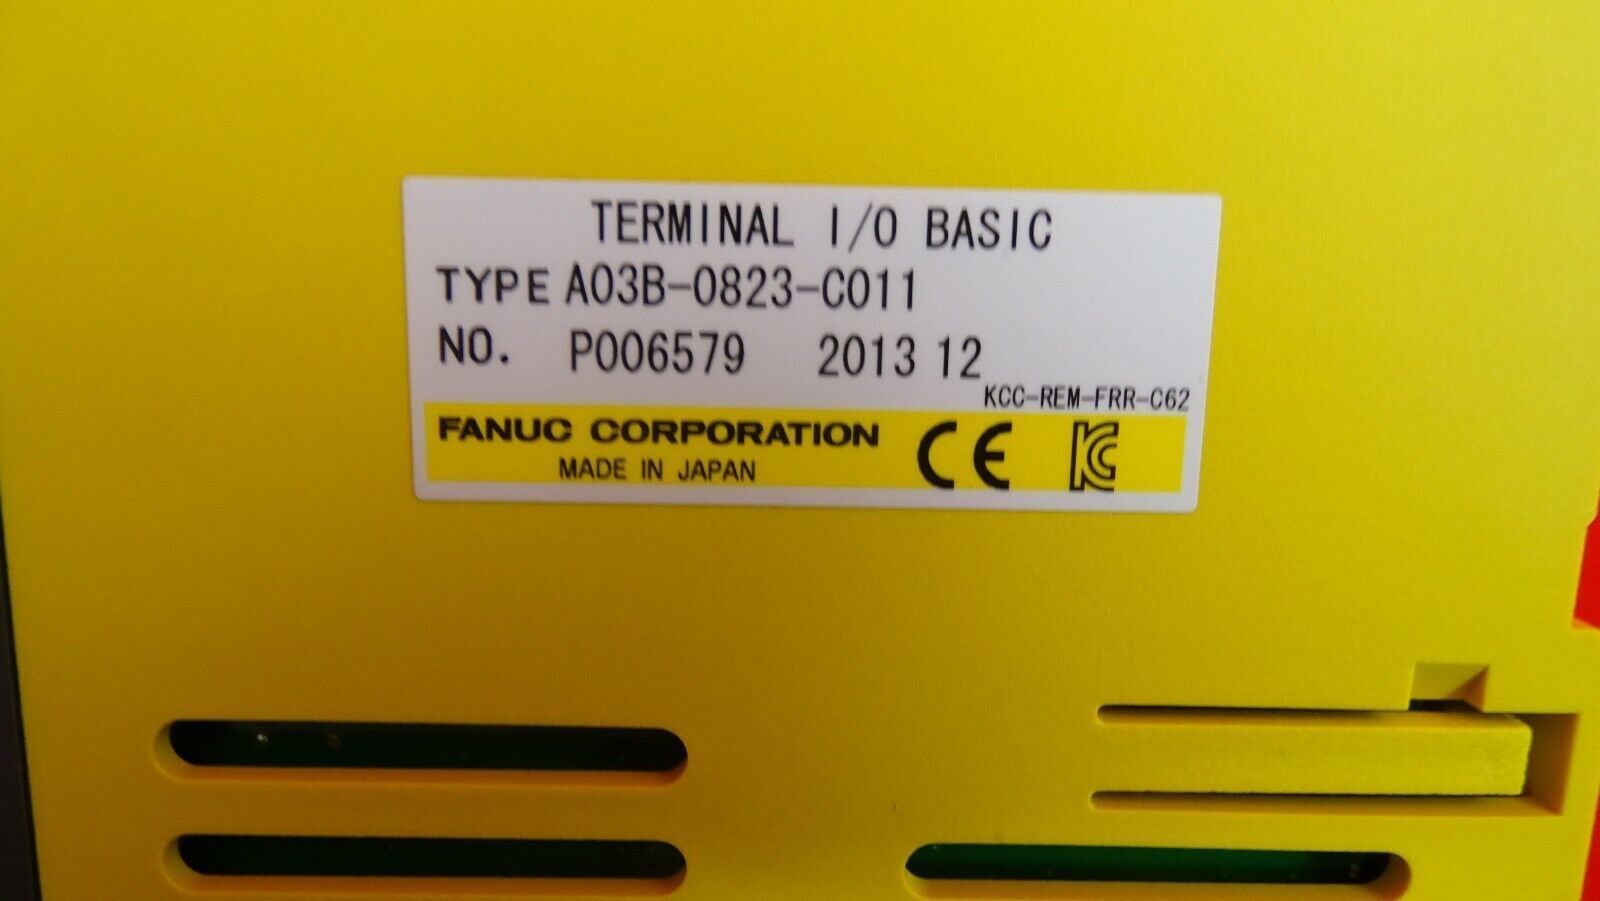 TERMINAL I/O BASIC
TYPE A03B-0823-C011
NO. P006579 2013 12
KCC-REM-FRR-C62
FANUC CORPORATION
MADE IN JAPAN
CE KC